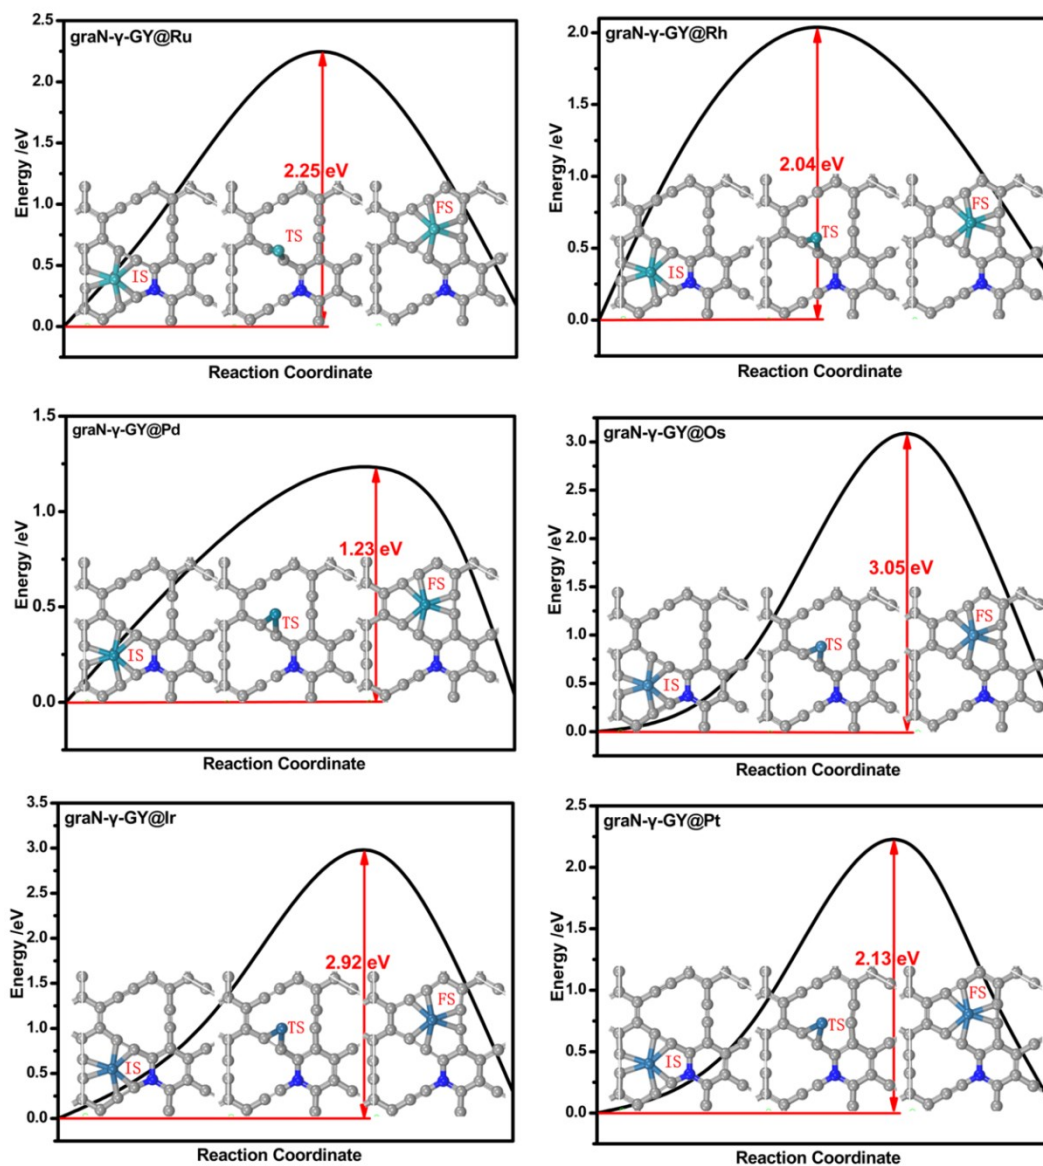 graN-γ-GY@Ru
Energy /eV
2.5
2.0
1.5
1.0
0.5
0.0
2.25 eV
IS
TS
FS
Reaction Coordinate
graN-γ-GY@Rh
Energy /eV
2.0
1.5
1.0
0.5
0.0
2.04 eV
IS
TS
FS
Reaction Coordinate
graN-γ-GY@Pd
Energy /eV
1.5
1.0
0.5
0.0
1.23 eV
IS
TS
FS
Reaction Coordinate
graN-γ-GY@Os
Energy /eV
3.0
2.5
2.0
1.5
1.0
0.5
0.0
3.05 eV
IS
TS
FS
Reaction Coordinate
graN-γ-GY@Ir
Energy /eV
3.5
3.0
2.5
2.0
1.5
1.0
0.5
0.0
2.92 eV
IS
TS
FS
Reaction Coordinate
graN-γ-GY@Pt
Energy /eV
2.5
2.0
1.5
1.0
0.5
0.0
2.13 eV
IS
TS
FS
Reaction Coordinate